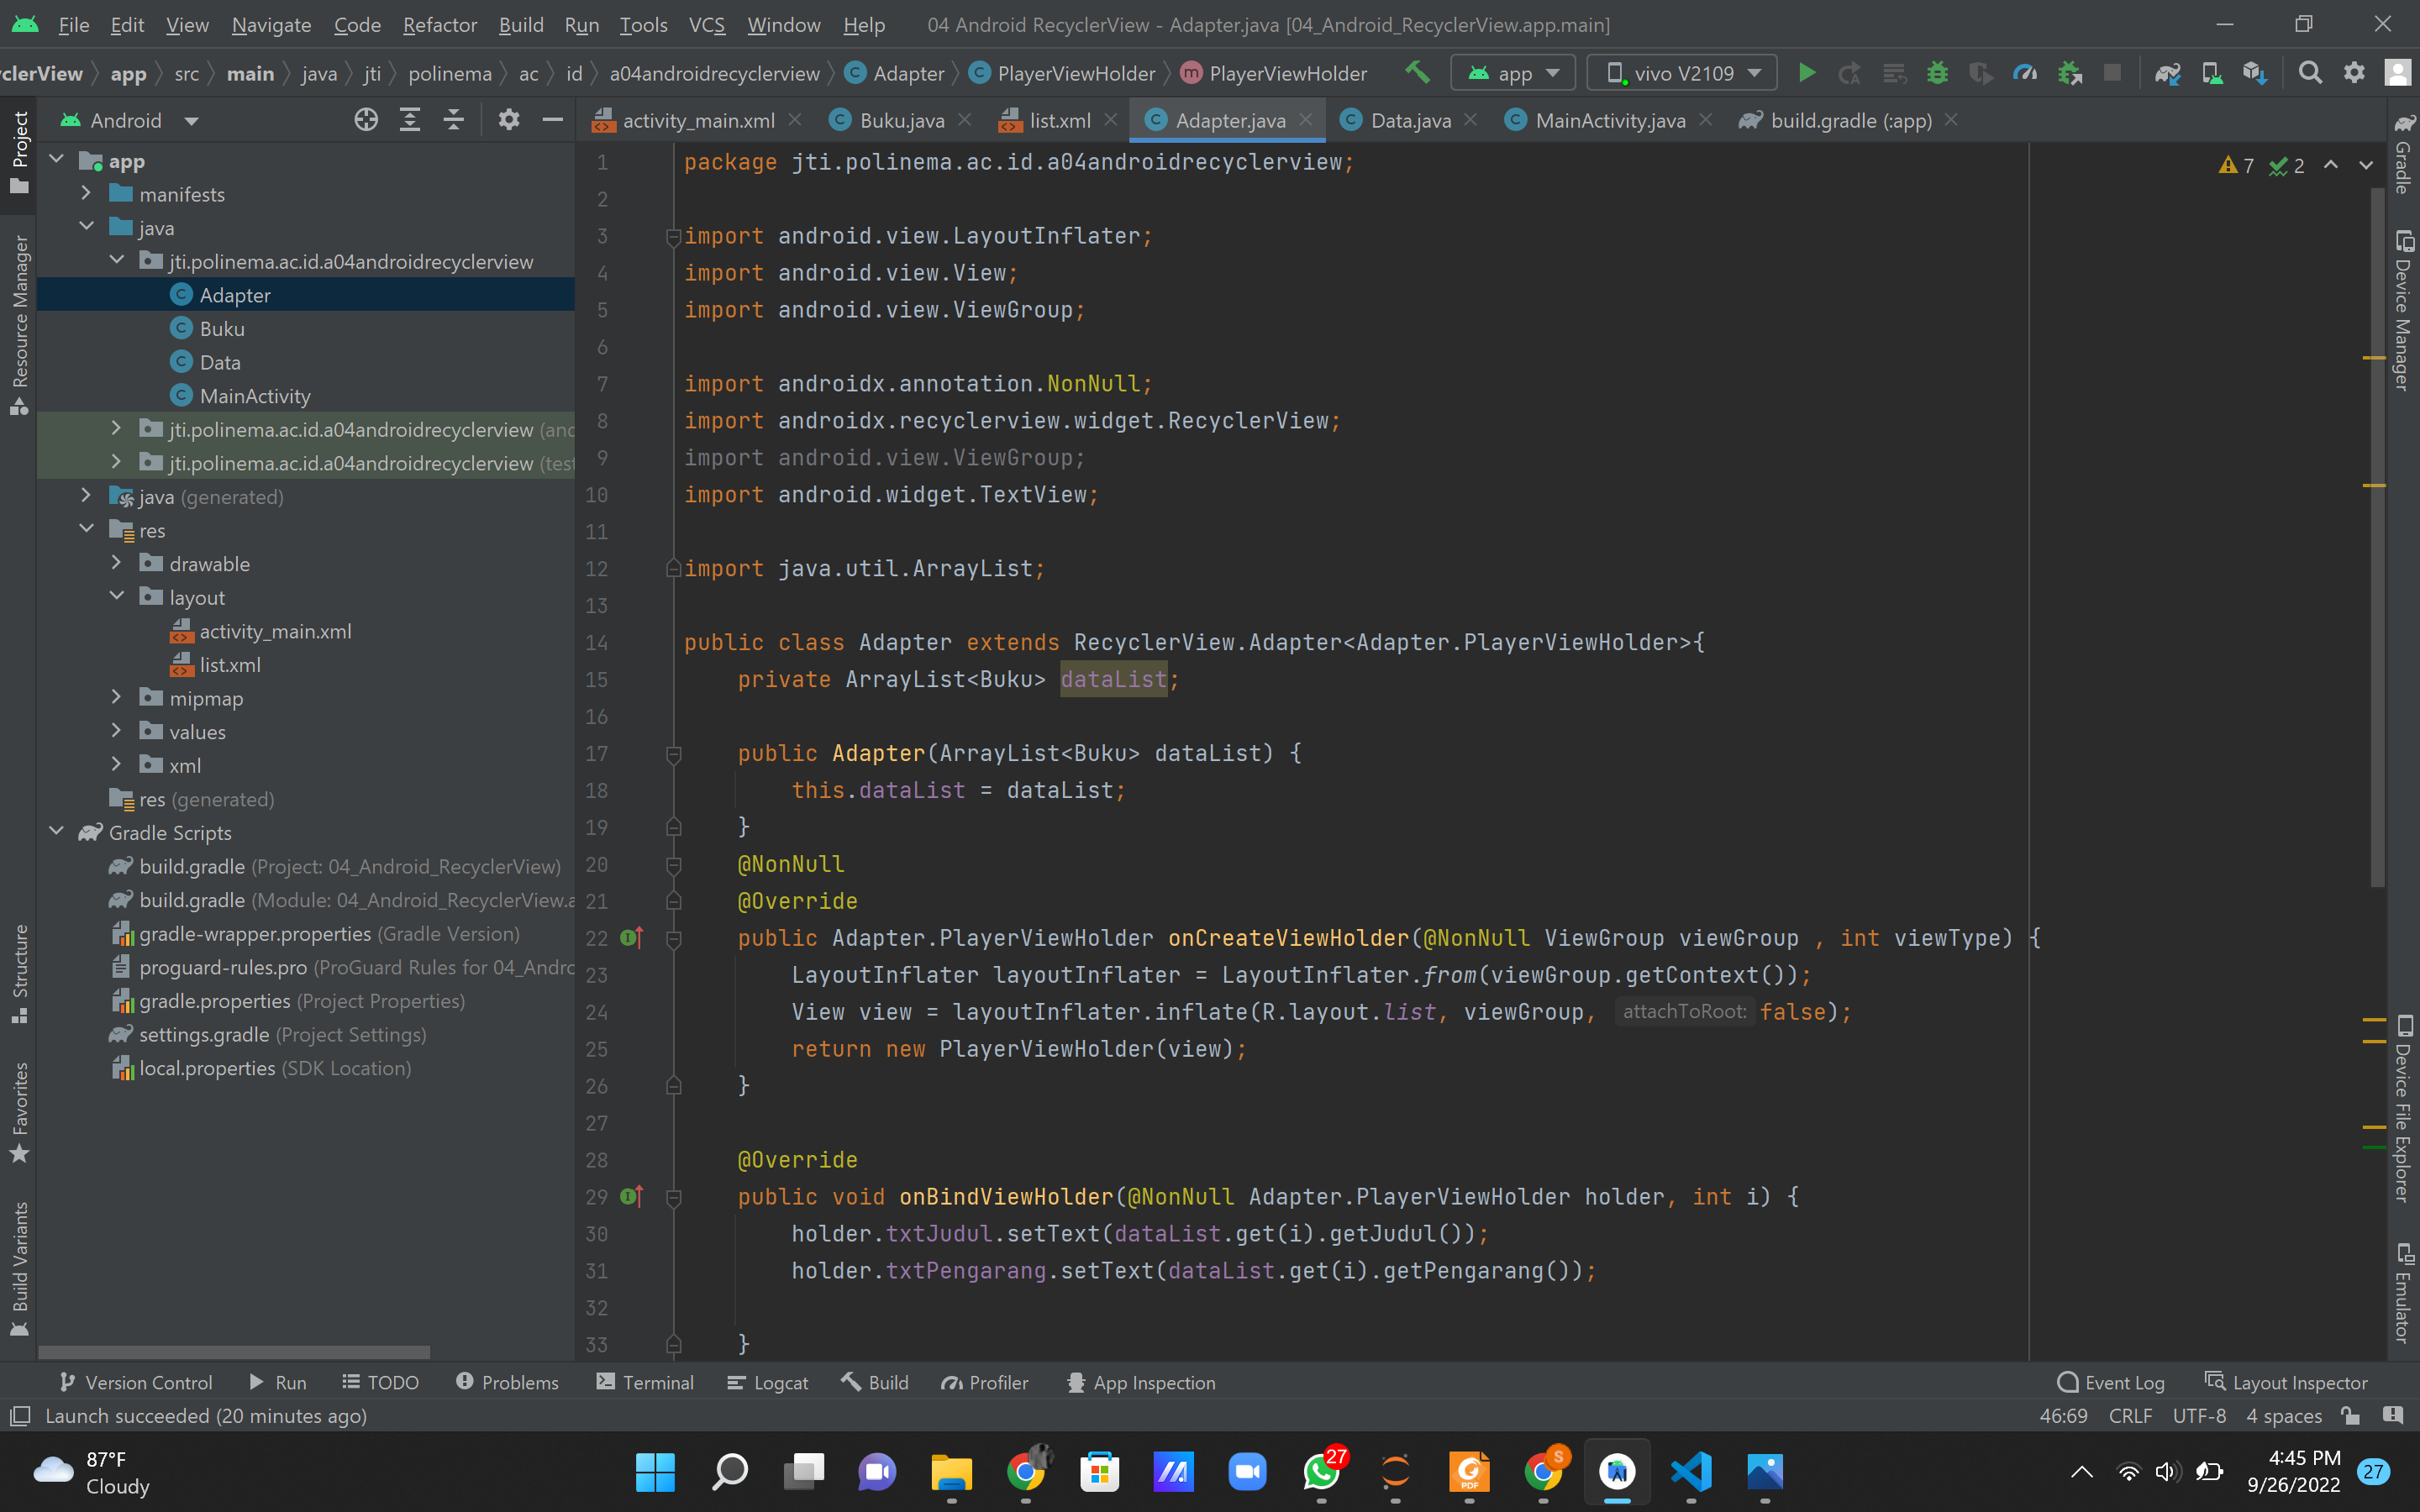 File Edit View Navigate Code Refactor Build Run Tools VCS Window Help 04 Android RecyclerView - Adapter.java [04_Android_RecyclerView.app.main]
clerView app src main java jti polinema ac id a04androidrecyclerview Adapter PlayerViewHolder PlayerViewHolder app vivo V2109
Android
activity_main.xml Buku.java list.xml Adapter.java Data.java MainActivity.java build.gradle (:app)
Project
Resource Manager
Structure
Favorites
Build Variants
app
manifests
java
jti.polinema.ac.id.a04androidrecyclerview
Adapter
Buku
Data
MainActivity
jti.polinema.ac.id.a04androidrecyclerview (and
jti.polinema.ac.id.a04androidrecyclerview (test
java (generated)
res
drawable
layout
activity_main.xml
list.xml
mipmap
values
xml
res (generated)
Gradle Scripts
build.gradle (Project: 04_Android_RecyclerView)
build.gradle (Module: 04_Android_RecyclerView.a
gradle-wrapper.properties (Gradle Version)
proguard-rules.pro (ProGuard Rules for 04_Andro
gradle.properties (Project Properties)
settings.gradle (Project Settings)
local.properties (SDK Location)
7 2
1 package jti.polinema.ac.id.a04androidrecyclerview;
2
3 import android.view.LayoutInflater;
4 import android.view.View;
5 import android.view.ViewGroup;
6
7 import androidx.annotation.NonNull;
8 import androidx.recyclerview.widget.RecyclerView;
9 import android.view.ViewGroup;
10 import android.widget.TextView;
11
12 import java.util.ArrayList;
13
14 public class Adapter extends RecyclerView.Adapter<Adapter.PlayerViewHolder>{
15 private ArrayList<Buku> dataList;
16
17 public Adapter(ArrayList<Buku> dataList) {
18 this.dataList = dataList;
19 }
20 @NonNull
21 @Override
22 public Adapter.PlayerViewHolder onCreateViewHolder(@NonNull ViewGroup viewGroup , int viewType) {
23 LayoutInflater layoutInflater = LayoutInflater.from(viewGroup.getContext());
24 View view = layoutInflater.inflate(R.layout.list, viewGroup, attachToRoot: false);
25 return new PlayerViewHolder(view);
26 }
27
28 @Override
29 public void onBindViewHolder(@NonNull Adapter.PlayerViewHolder holder, int i) {
30 holder.txtJudul.setText(dataList.get(i).getJudul());
31 holder.txtPengarang.setText(dataList.get(i).getPengarang());
32
33 }
Gradle
Device Manager
Device File Explorer
Emulator
Version Control Run TODO Problems Terminal Logcat Build Profiler App Inspection Event Log Layout Inspector
Launch succeeded (20 minutes ago) 46:69 CRLF UTF-8 4 spaces
87°F
Cloudy
27
S
PDF
4:45 PM
9/26/2022
27